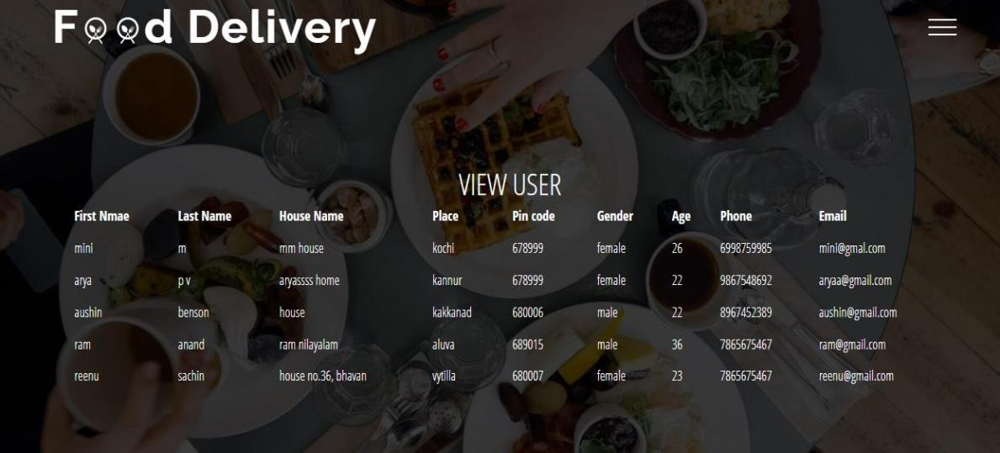 Food Delivery
VIEW USER
First Nmae Last Name House Name Place Pin code Gender Age Phone Email
mini m mm house kochi 678999 female 26 6998759985 mini@gmal.com
arya p v aryassss home kannur 678999 female 22 9867548692 aryaa@gmail.com
aushin benson house kakkanad 680006 male 22 8967452389 aushin@gmail.com
ram anand ram nilayalam aluva 689015 male 36 7865675467 ram@gmail.com
reenu sachin house no.36, bhavan vytilla 680007 female 23 7865675467 reenu@gmail.com